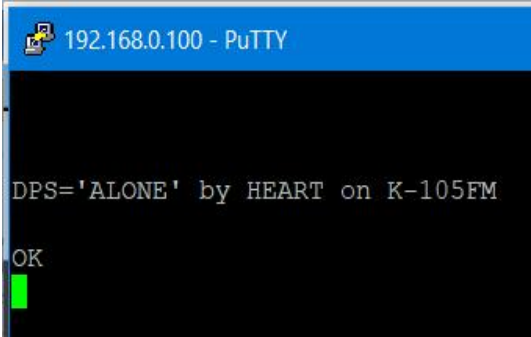 192.168.0.100 - PuTTY
DPS='ALONE' by HEART on K-105FM
OK